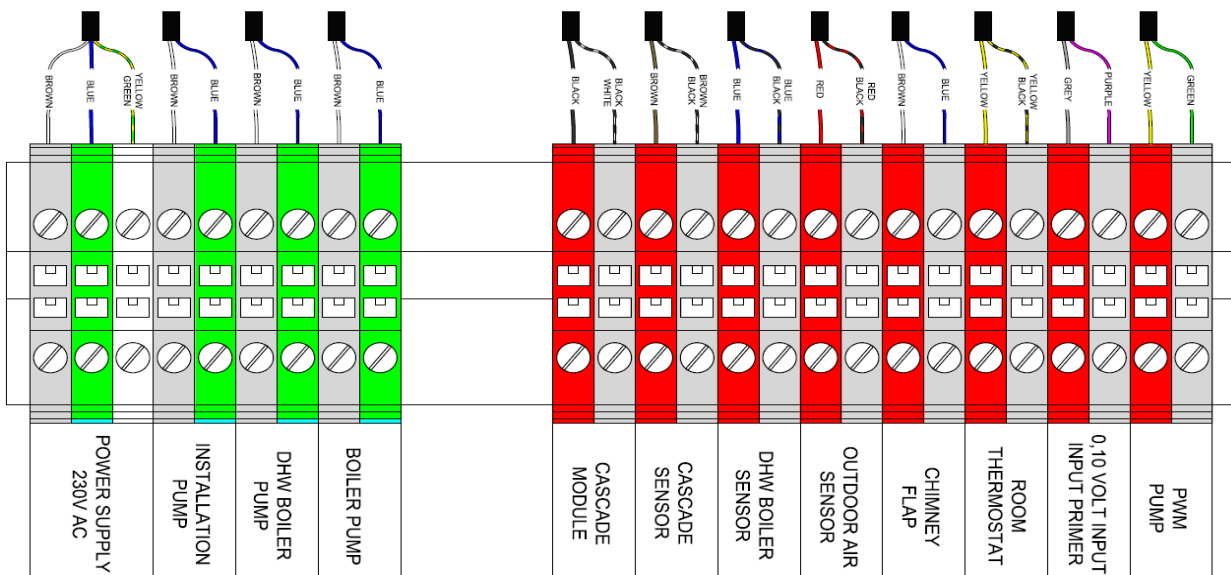 BROWN
BLUE
YELLOW
GREEN
BROWN
BLUE
BROWN
BLUE
BROWN
BLUE
BLACK
BLACK
WHITE
BROWN
BROWN
BLACK
BLUE
BLUE
BLACK
RED
RED
BLACK
BROWN
BLUE
YELLOW
YELLOW
BLACK
GREY
PURPLE
YELLOW
GREEN
POWER SUPPLY
230V AC
INSTALLATION
PUMP
DHW BOILER
PUMP
BOILER PUMP
CASCADE
MODULE
CASCADE
SENSOR
DHW BOILER
SENSOR
OUTDOOR AIR
SENSOR
CHIMNEY
FLAP
ROOM
THERMOSTAT
0,10 VOLT INPUT
INPUT PRIMER
PWM
PUMP